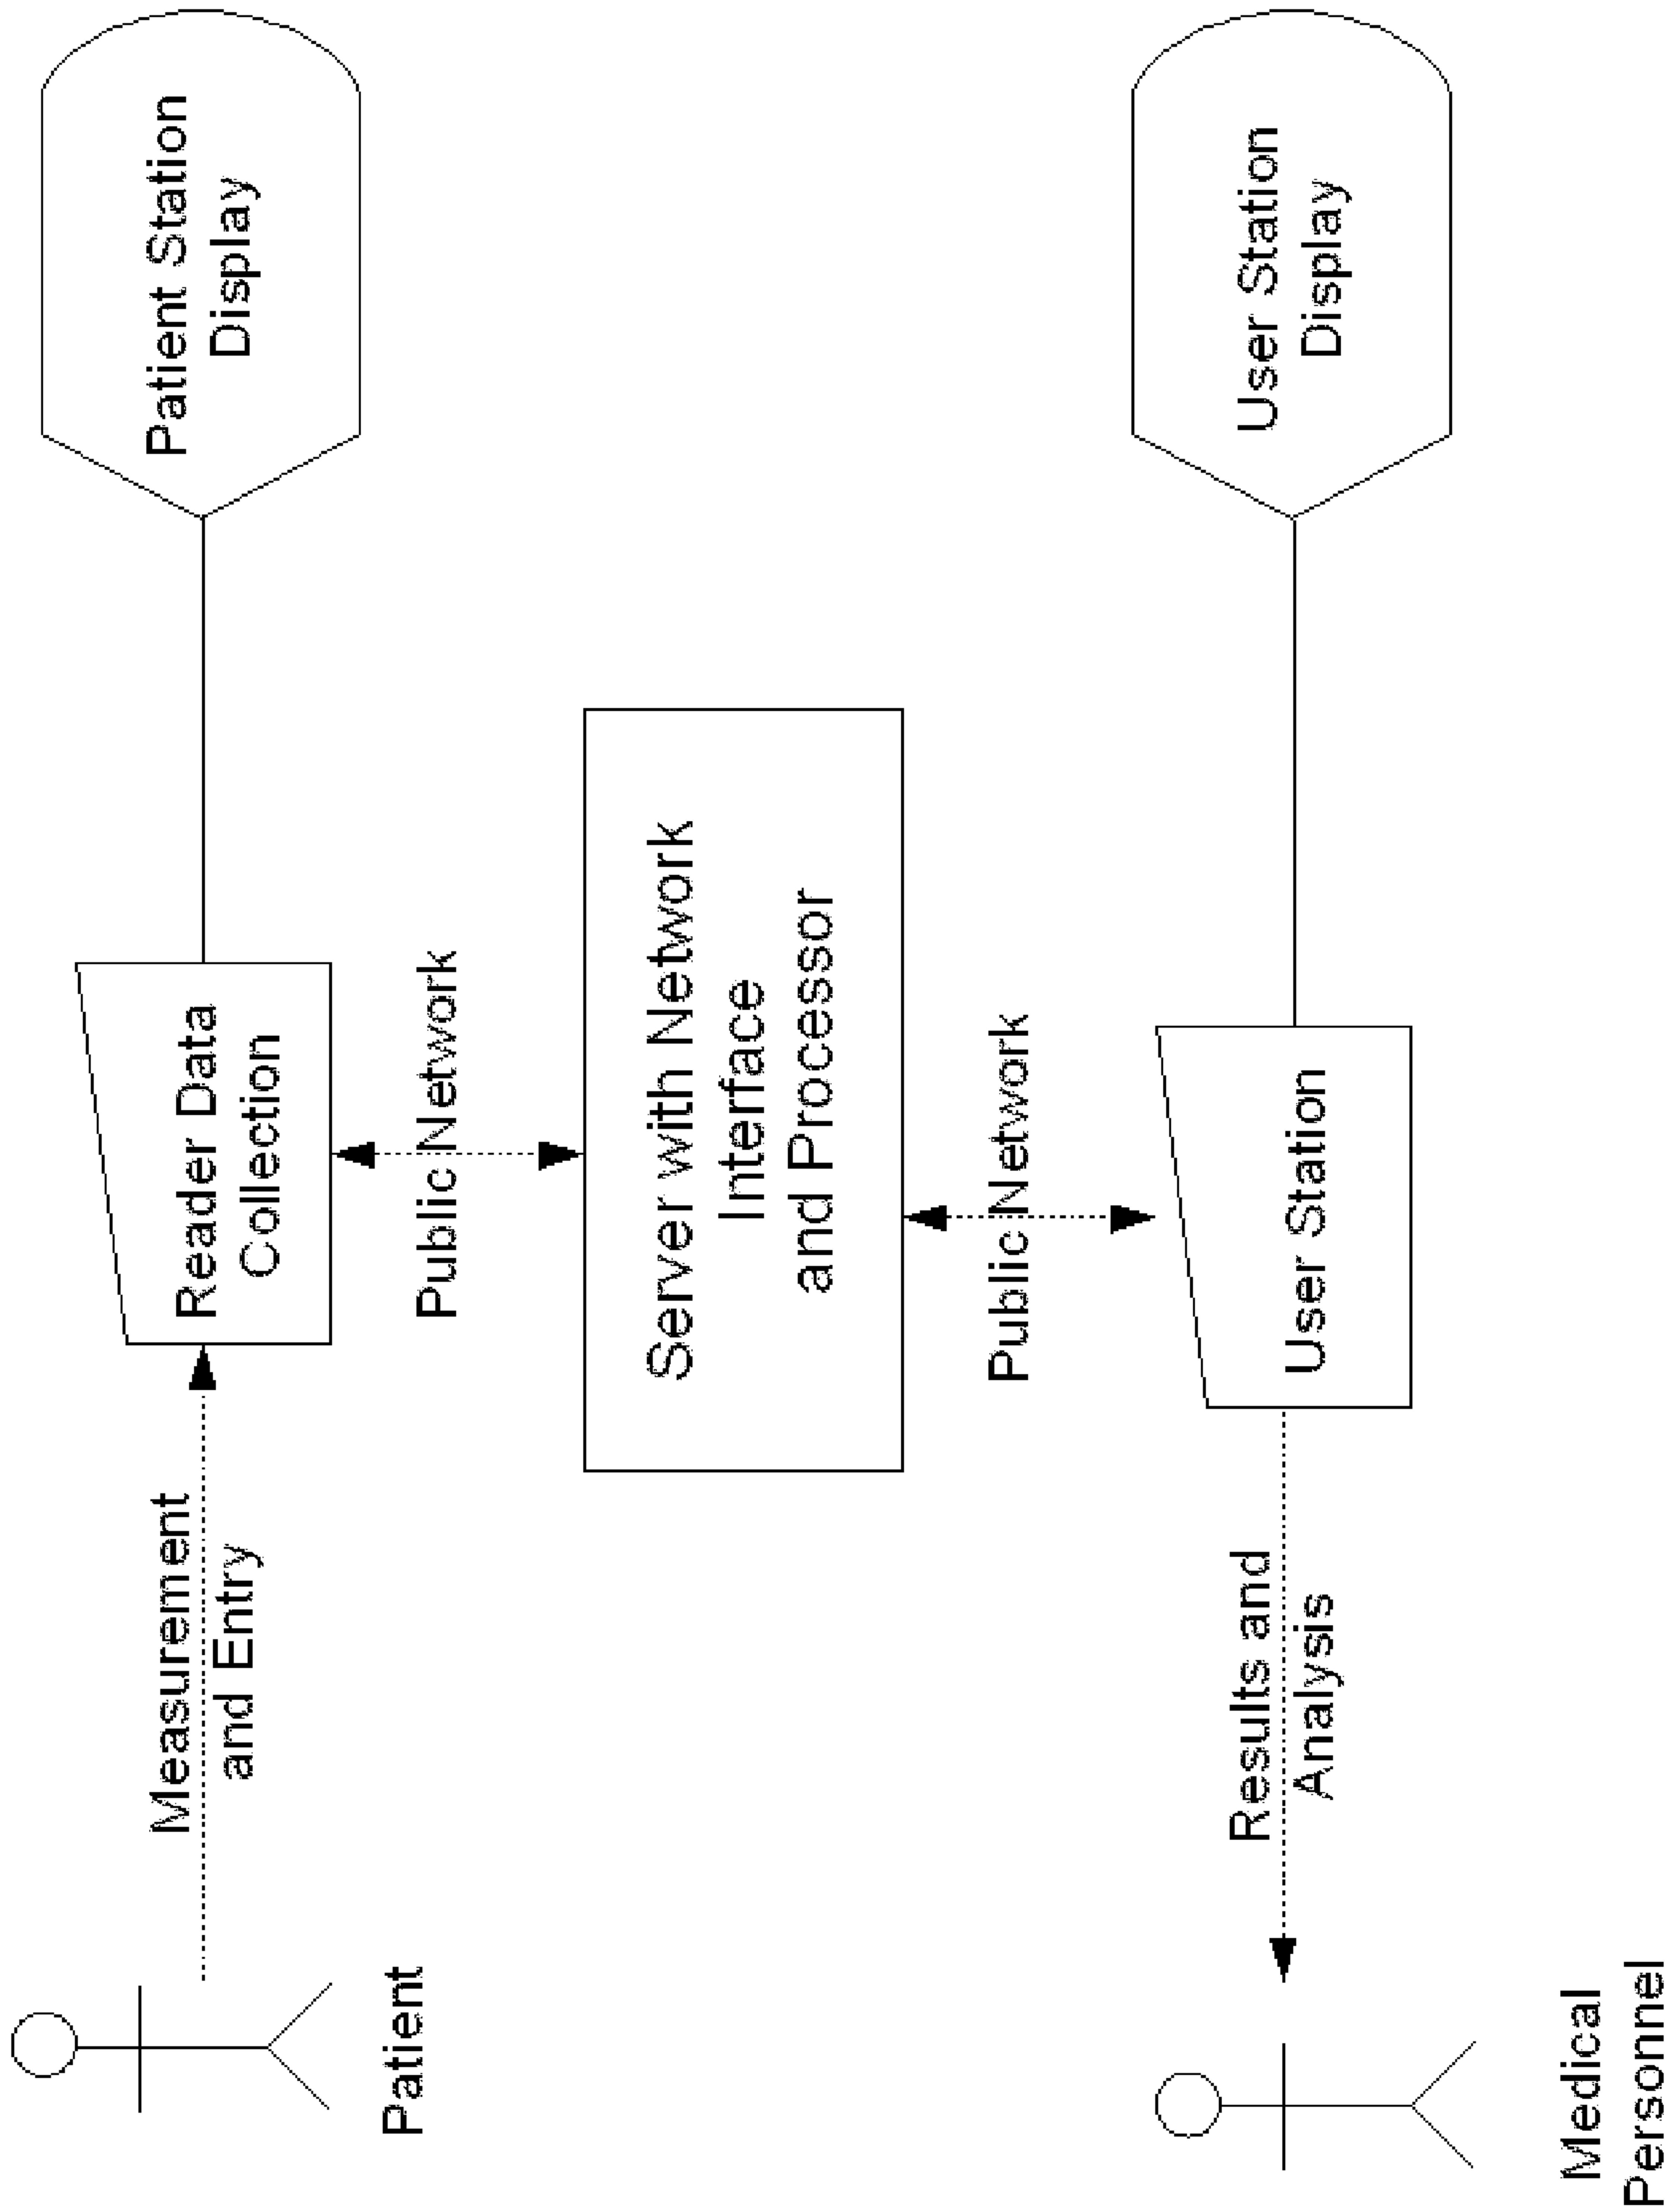 Patient Station
Display
Reader Data
Collection
Measurement
and Entry
Patient
Public Network
Server with Network
Interface
and Processor
Public Network
User Station
Display
User Station
Results and
Analysis
Medical
Personnel